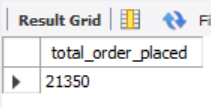 Result Grid
total_order_placed
21350